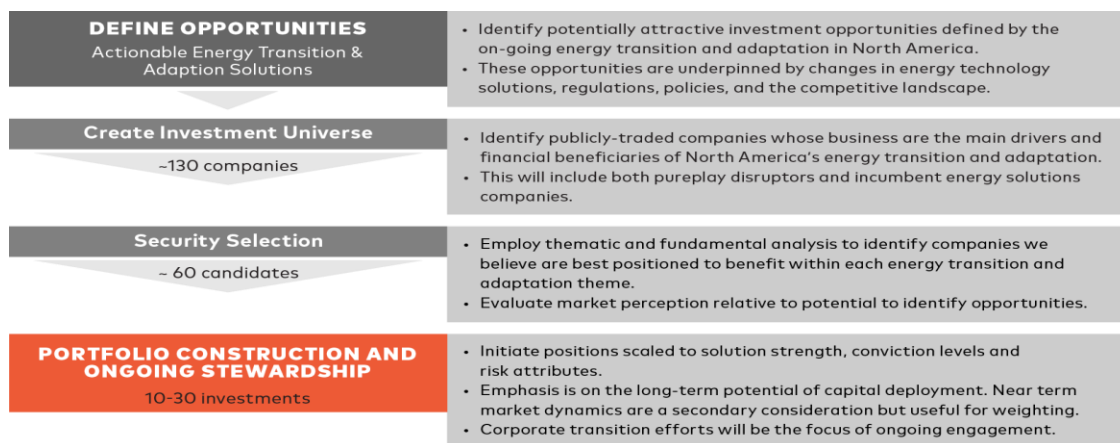 DEFINE OPPORTUNITIES
Actionable Energy Transition &
Adaption Solutions
• Identify potentially attractive investment opportunities defined by the
on-going energy transition and adaptation in North America.
• These opportunities are underpinned by changes in energy technology
solutions, regulations, policies, and the competitive landscape.
Create Investment Universe
~130 companies
• Identify publicly-traded companies whose business are the main drivers and
financial beneficiaries of North America's energy transition and adaptation.
• This will include both pureplay disruptors and incumbent energy solutions
companies.
Security Selection
~ 60 candidates
• Employ thematic and fundamental analysis to identify companies we
believe are best positioned to benefit within each energy transition and
adaptation theme.
• Evaluate market perception relative to potential to identify opportunities.
PORTFOLIO CONSTRUCTION AND
ONGOING STEWARDSHIP
10-30 investments
• Initiate positions scaled to solution strength, conviction levels and
risk attributes.
• Emphasis is on the long-term potential of capital deployment. Near term
market dynamics are a secondary consideration but useful for weighting.
• Corporate transition efforts will be the focus of ongoing engagement.